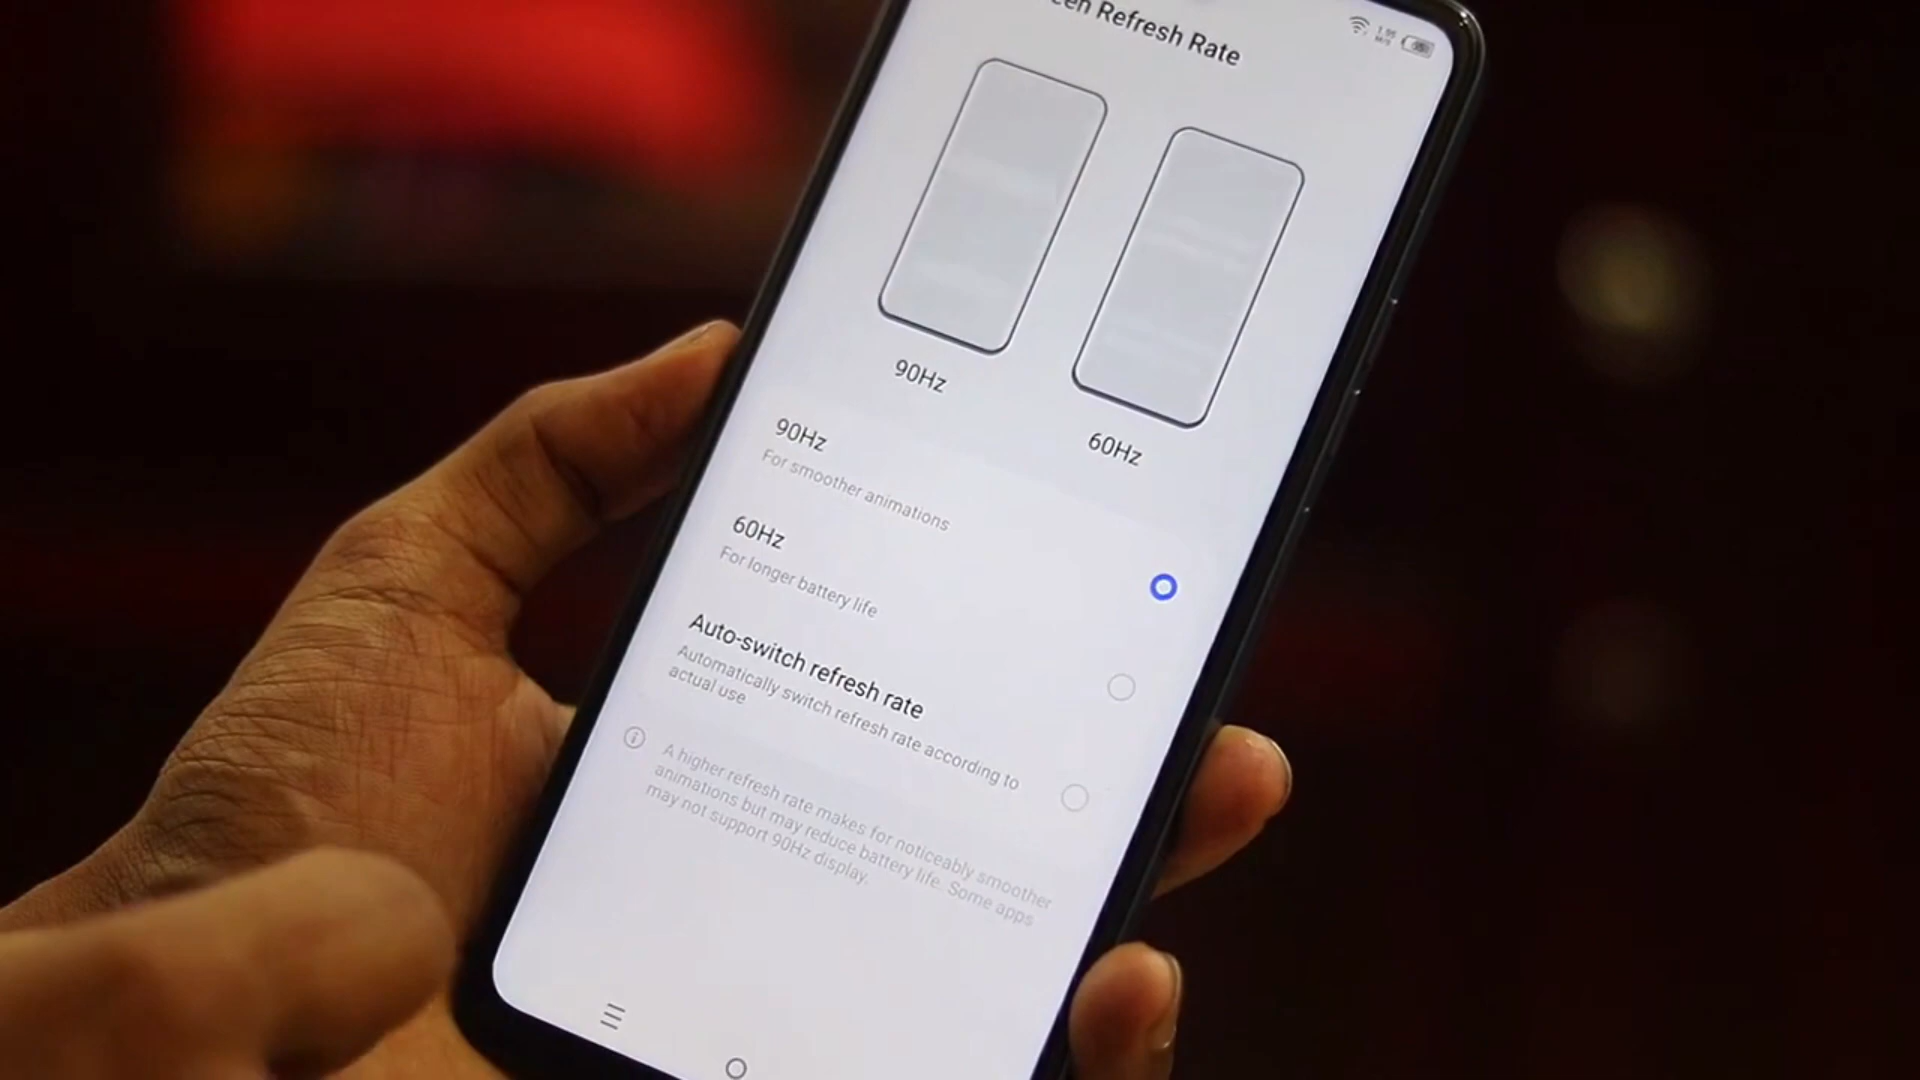 Refresh Rate
90Hz
60Hz
90Hz
For smoother animations
60Hz
For longer battery life
Auto-switch refresh rate
Automatically switch refresh rate according to
actual use
A higher refresh rate makes for noticeably smoother
animations but may reduce battery life. Some apps
may not support 90Hz display.